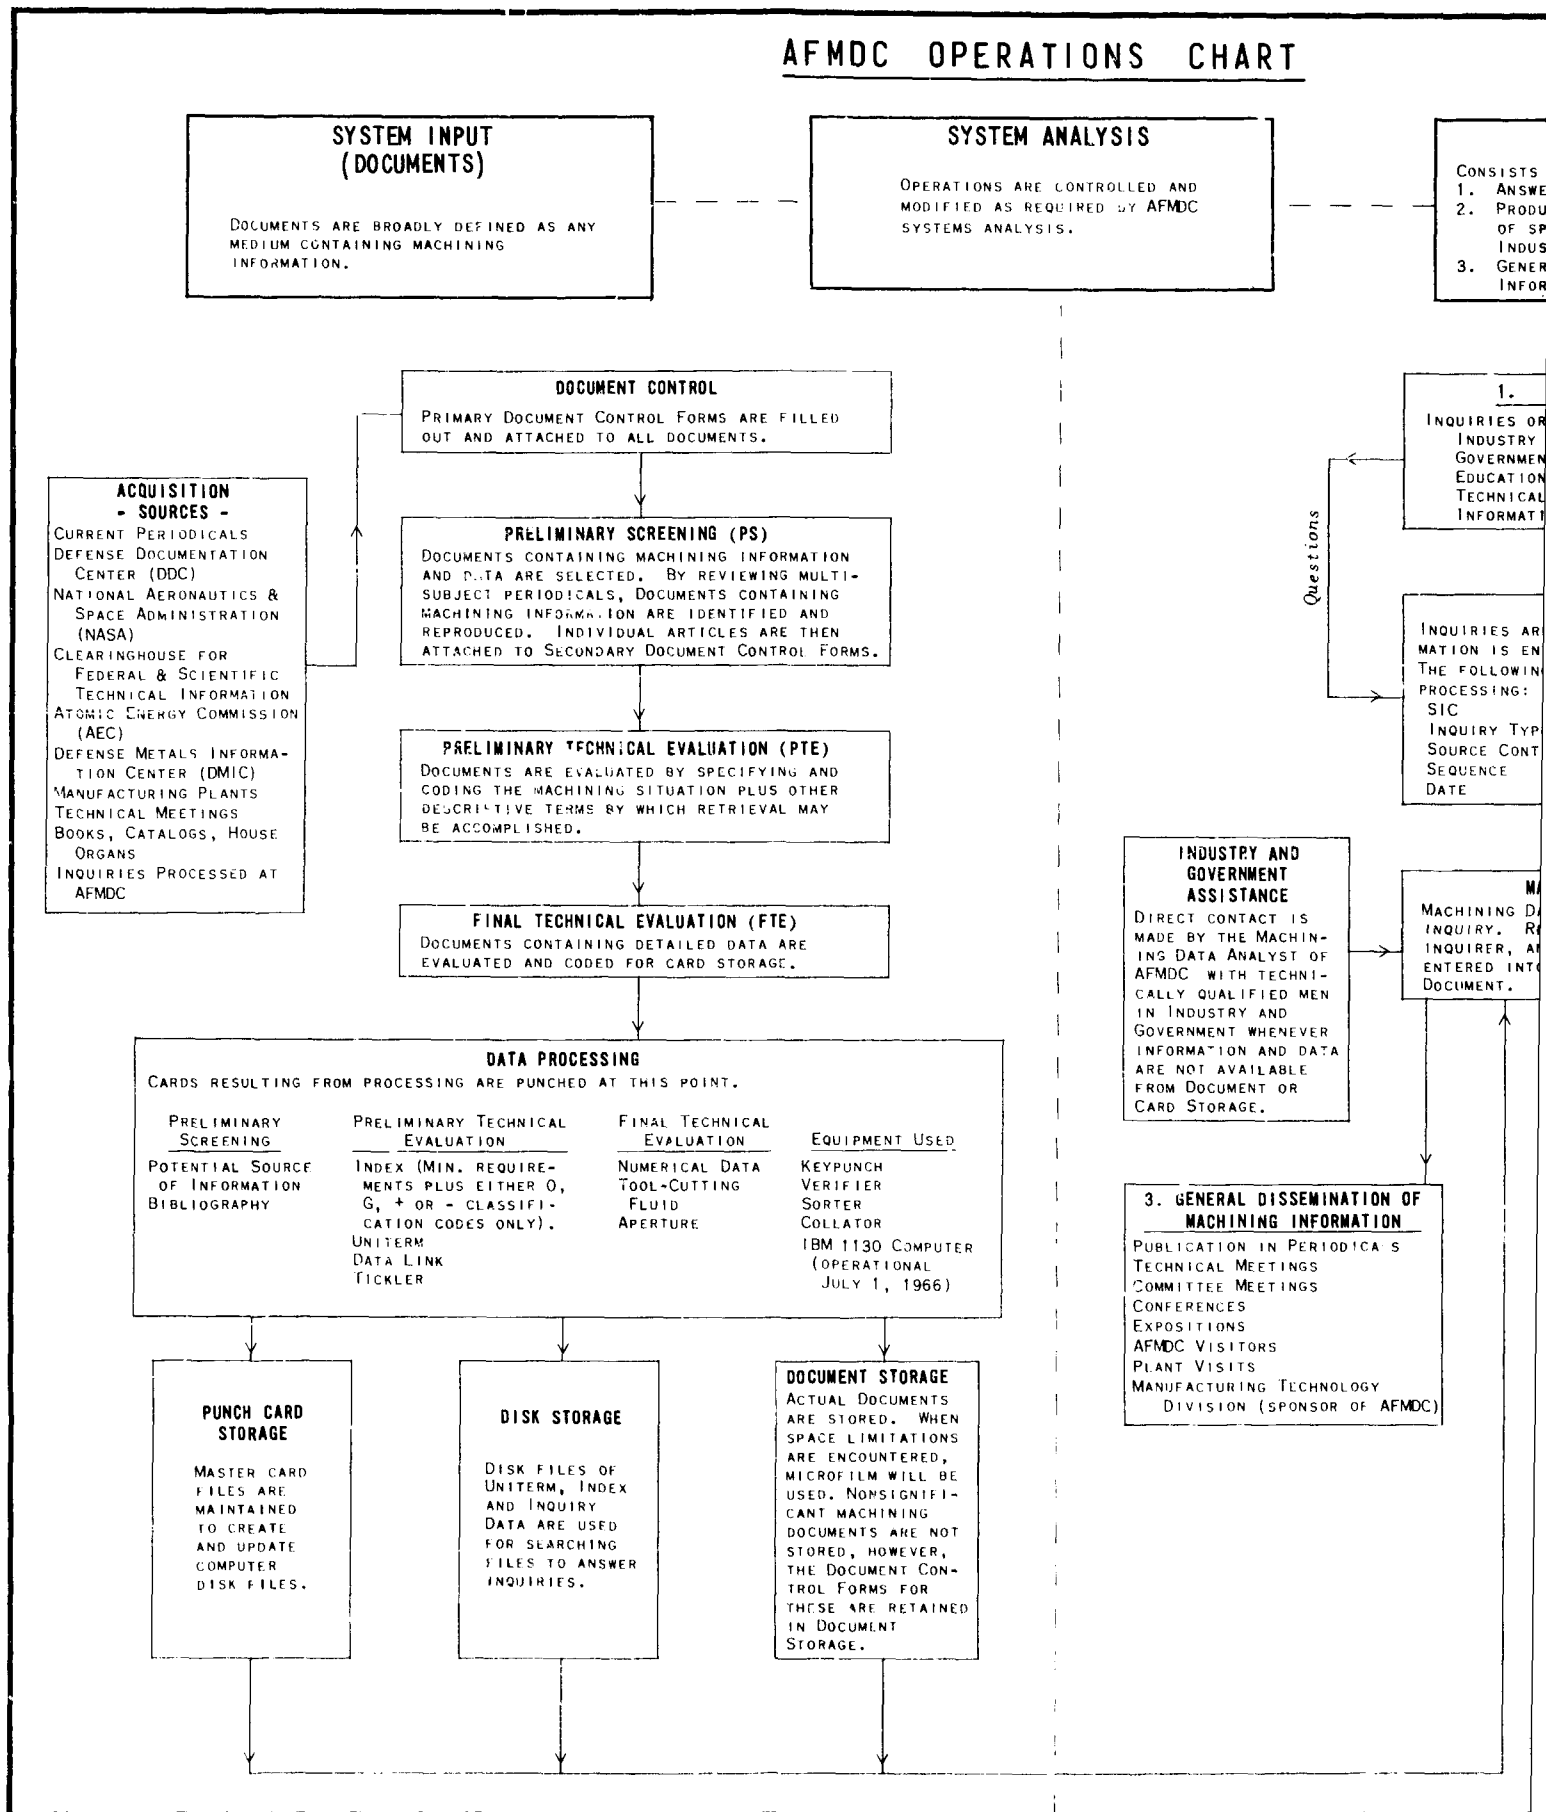 AFMDC OPERATIONS CHART
SYSTEM INPUT
(DOCUMENTS)
DOCUMENTS ARE BROADLY DEFINED AS ANY
MEDIUM CONTAINING MACHINING
INFORMATION.
SYSTEM ANALYSIS
OPERATIONS ARE CONTROLLED AND
MODIFIED AS REQUIRED BY AFMDC
SYSTEMS ANALYSIS.
CONSISTS
1. ANSWE
2. PRODU
OF SP
INDUS
3. GENER
INFOR
DOCUMENT CONTROL
PRIMARY DOCUMENT CONTROL FORMS ARE FILLED
OUT AND ATTACHED TO ALL DOCUMENTS.
ACQUISITION
- SOURCES -
CURRENT PERIODICALS
DEFENSE DOCUMENTATION
CENTER (DDC)
NATIONAL AERONAUTICS &
SPACE ADMINISTRATION
(NASA)
CLEARINGHOUSE FOR
FEDERAL & SCIENTIFIC
TECHNICAL INFORMATION
ATOMIC ENERGY COMMISSION
(AEC)
DEFENSE METALS INFORMA-
TION CENTER (DMIC)
MANUFACTURING PLANTS
TECHNICAL MEETINGS
BOOKS, CATALOGS, HOUSE
ORGANS
INQUIRIES PROCESSED AT
AFMDC
PRELIMINARY SCREENING (PS)
DOCUMENTS CONTAINING MACHINING INFORMATION
AND DATA ARE SELECTED. BY REVIEWING MULTI-
SUBJECT PERIODICALS, DOCUMENTS CONTAINING
MACHINING INFORMATION ARE IDENTIFIED AND
REPRODUCED. INDIVIDUAL ARTICLES ARE THEN
ATTACHED TO SECONDARY DOCUMENT CONTROL FORMS.
PRELIMINARY TECHNICAL EVALUATION (PTE)
DOCUMENTS ARE EVALUATED BY SPECIFYING AND
CODING THE MACHINING SITUATION PLUS OTHER
DESCRIPTIVE TERMS BY WHICH RETRIEVAL MAY
BE ACCOMPLISHED.
FINAL TECHNICAL EVALUATION (FTE)
DOCUMENTS CONTAINING DETAILED DATA ARE
EVALUATED AND CODED FOR CARD STORAGE.
DATA PROCESSING
CARDS RESULTING FROM PROCESSING ARE PUNCHED AT THIS POINT.
PRELIMINARY
SCREENING
POTENTIAL SOURCE
OF INFORMATION
BIBLIOGRAPHY
PRELIMINARY TECHNICAL
EVALUATION
INDEX (MIN. REQUIRE-
MENTS PLUS EITHER O,
G, + OR - CLASSIFI-
CATION CODES ONLY).
UNITERM
DATA LINK
TICKLER
FINAL TECHNICAL
EVALUATION
NUMERICAL DATA
TOOL-CUTTING
FLUID
APERTURE
EQUIPMENT USED
KEYPUNCH
VERIFIER
SORTER
COLLATOR
IBM 1130 COMPUTER
(OPERATIONAL
JULY 1, 1966)
PUNCH CARD
STORAGE
MASTER CARD
FILES ARE
MAINTAINED
TO CREATE
AND UPDATE
COMPUTER
DISK FILES.
DISK STORAGE
DISK FILES OF
UNITERM, INDEX
AND INQUIRY
DATA ARE USED
FOR SEARCHING
FILES TO ANSWER
INQUIRIES.
DOCUMENT STORAGE
ACTUAL DOCUMENTS
ARE STORED. WHEN
SPACE LIMITATIONS
ARE ENCOUNTERED,
MICROFILM WILL BE
USED. NONSIGNIFI-
CANT MACHINING
DOCUMENTS ARE NOT
STORED, HOWEVER,
THE DOCUMENT CON-
TROL FORMS FOR
THESE ARE RETAINED
IN DOCUMENT
STORAGE.
1.
INQUIRIES OR
INDUSTRY
GOVERNMEN
EDUCATION
TECHNICAL
INFORMATI
Questions
INQUIRIES AR
MATION IS EN
THE FOLLOWIN
PROCESSING:
SIC
INQUIRY TYP
SOURCE CONT
SEQUENCE
DATE
INDUSTRY AND
GOVERNMENT
ASSISTANCE
DIRECT CONTACT IS
MADE BY THE MACHIN-
ING DATA ANALYST OF
AFMDC WITH TECHNI-
CALLY QUALIFIED MEN
IN INDUSTRY AND
GOVERNMENT WHENEVER
INFORMATION AND DATA
ARE NOT AVAILABLE
FROM DOCUMENT OR
CARD STORAGE.
MA
MACHINING DA
INQUIRY. RE
INQUIRER, AN
ENTERED INTO
DOCUMENT.
3. GENERAL DISSEMINATION OF
MACHINING INFORMATION
PUBLICATION IN PERIODICALS
TECHNICAL MEETINGS
COMMITTEE MEETINGS
CONFERENCES
EXPOSITIONS
AFMDC VISITORS
PLANT VISITS
MANUFACTURING TECHNOLOGY
DIVISION (SPONSOR OF AFMDC)